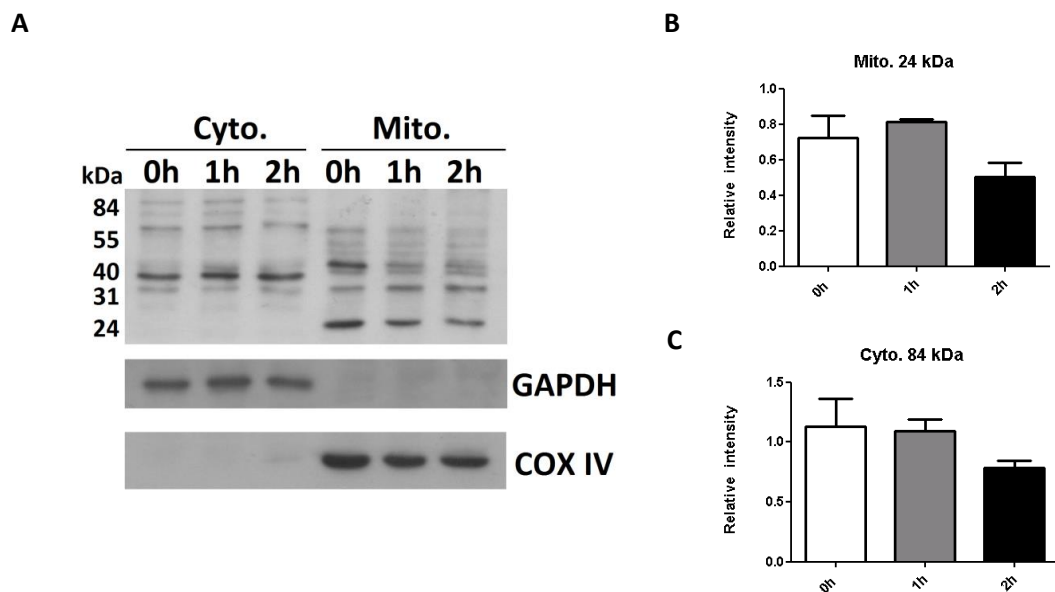 A
Cyto. Mito.
kDa 0h 1h 2h 0h 1h 2h
84
55
40
31
24
GAPDH
COX IV
B
Mito. 24 kDa
Relative intensity
1.0
0.8
0.6
0.4
0.2
0.0
0h 1h 2h
C
Cyto. 84 kDa
Relative intensity
1.5
1.0
0.5
0.0
0h 1h 2h